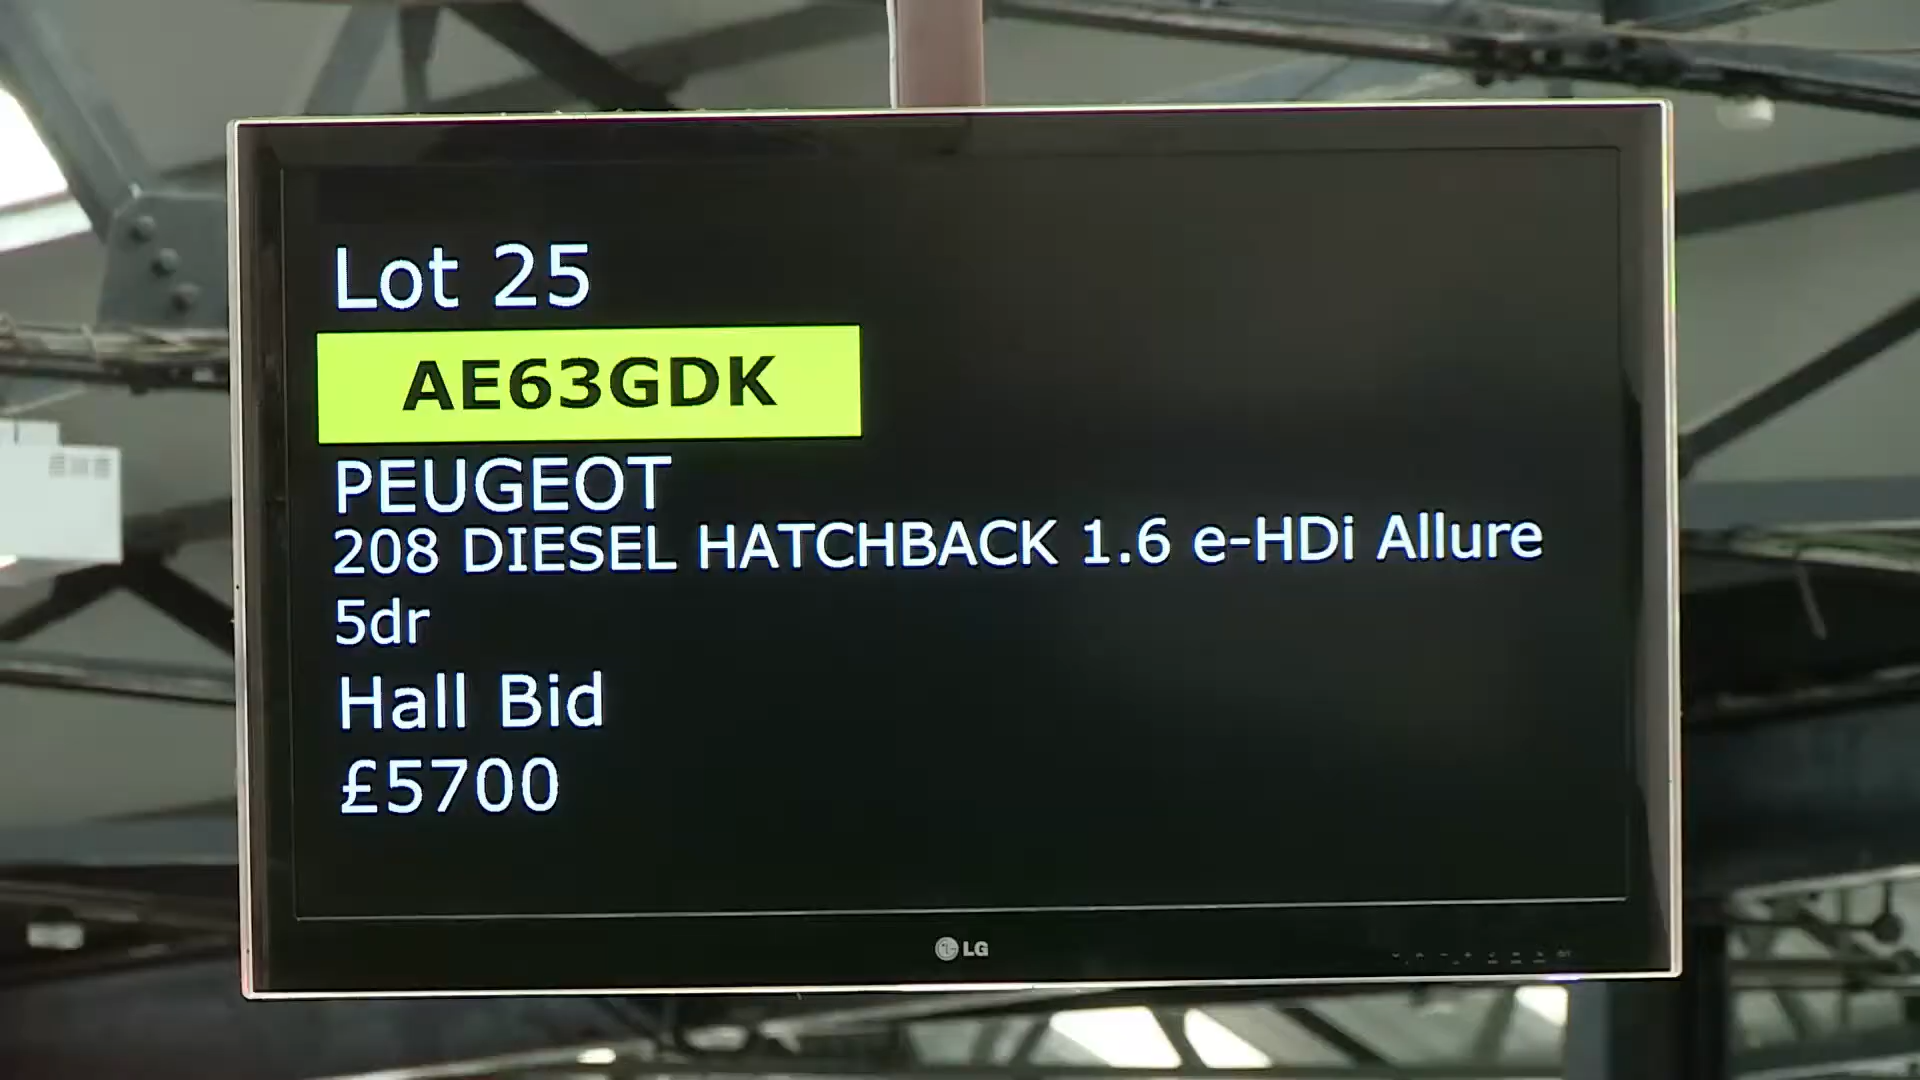 Lot 25
AE63GDK
PEUGEOT
208 DIESEL HATCHBACK 1.6 e-HDi Allure
5dr
Hall Bid
£5700
LG